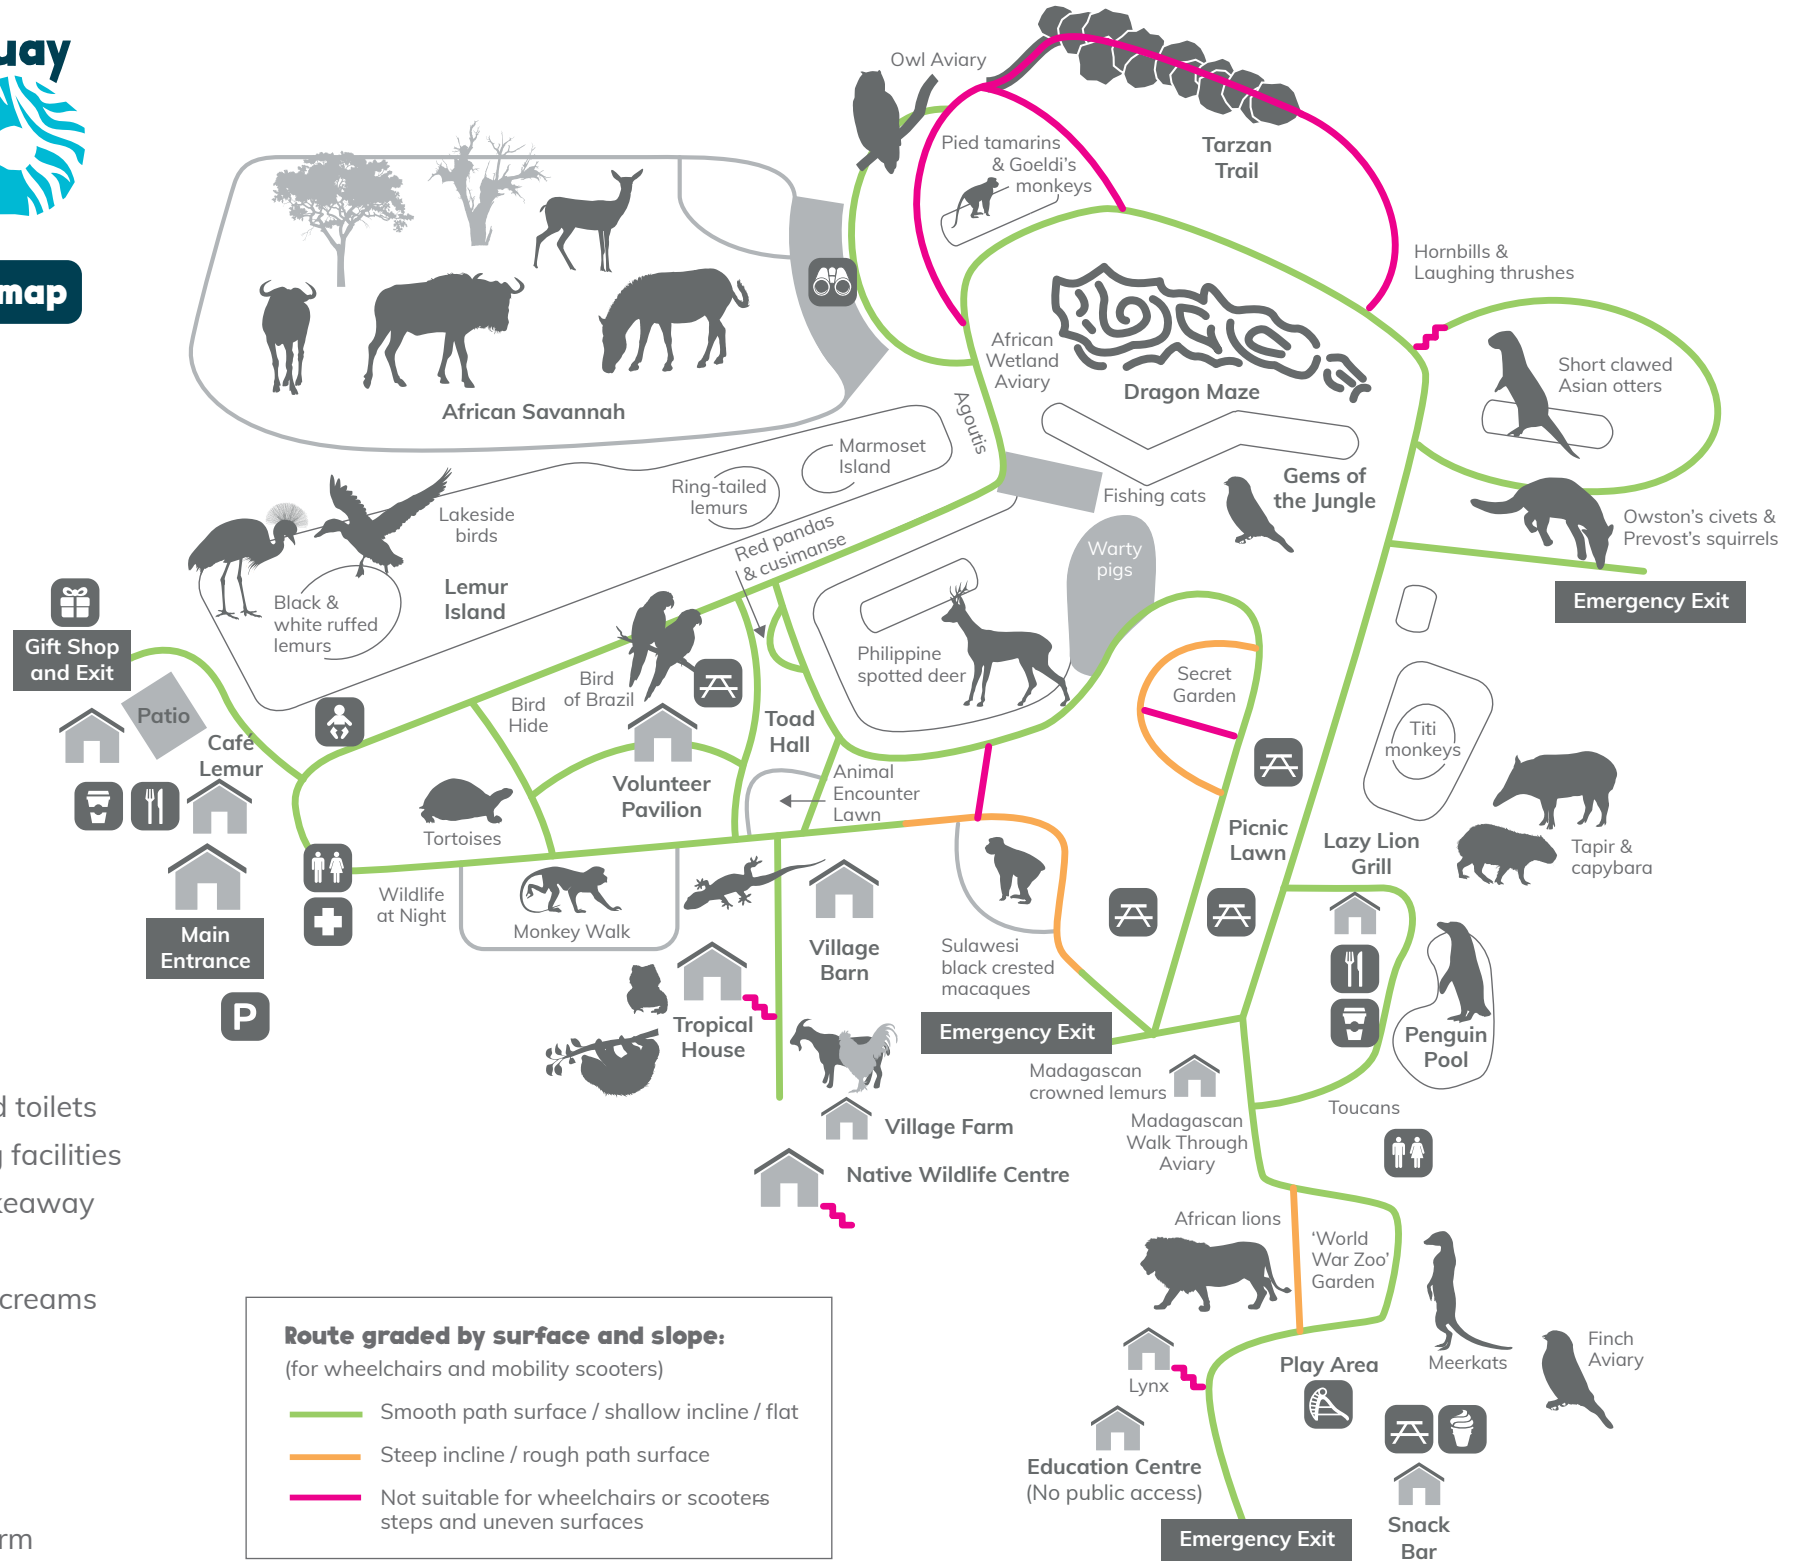 map
Owl Aviary
Pied tamarins
& Goeldi's
monkeys
Tarzan
Trail
Hornbills &
Laughing thrushes
African
Wetland
Aviary
Short clawed
Asian otters
Dragon Maze
African Savannah
Agoutis
Marmoset
Island
Ring-tailed
lemurs
Gems of
the Jungle
Fishing cats
Lakeside
birds
Owston's civets &
Prevost's squirrels
Red pandas
& cusimanse
Warty
pigs
Lemur
Island
Black &
white ruffed
lemurs
Emergency Exit
Gift Shop
and Exit
Philippine
spotted deer
Secret
Garden
Bird
of Brazil
Bird
Hide
Patio
Toad
Hall
Titi
monkeys
Café
Lemur
Volunteer
Pavilion
Animal
Encounter
Lawn
Tortoises
Picnic
Lawn
Lazy Lion
Grill
Tapir &
capybara
Wildlife
at Night
Monkey Walk
Main
Entrance
Village
Barn
Sulawesi
black crested
macaques
P
Tropical
House
Emergency Exit
Penguin
Pool
Madagascan
crowned lemurs
Madagascan
Walk Through
Aviary
Toucans
Village Farm
Native Wildlife Centre
toilets
facilities
African lions
'World
War Zoo'
Garden
creams
Route graded by surface and slope:
(for wheelchairs and mobility scooters)
Smooth path surface / shallow incline / flat
Steep incline / rough path surface
Not suitable for wheelchairs or scooters-
steps and uneven surfaces
Lynx
Play Area
Meerkats
Finch
Aviary
Education Centre
(No public access)
Emergency Exit
Snack
Bar